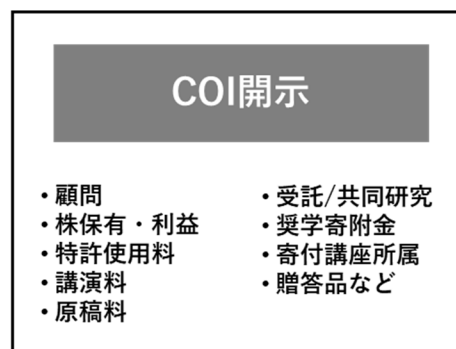 COI開示
・顧問
・株保有・利益
・特許使用料
・講演料
・原稿料
・受託/共同研究
・奨学寄附金
・寄付講座所属
・贈答品など